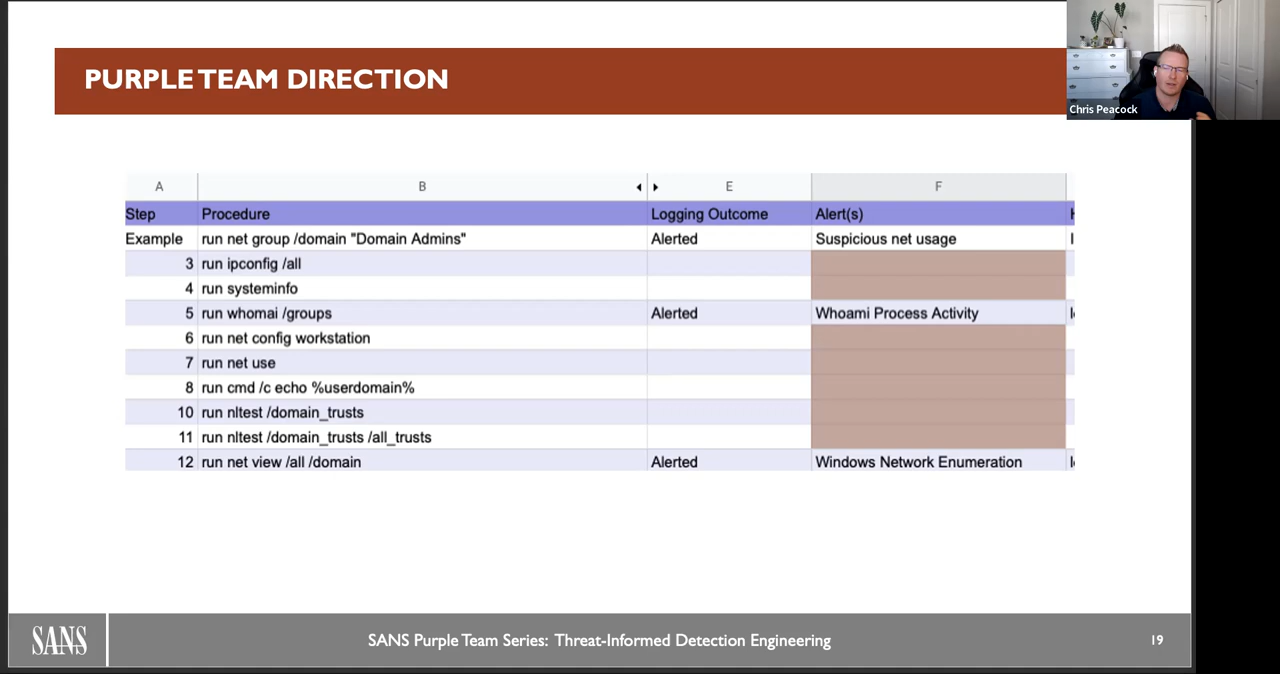 PURPLE TEAM DIRECTION
Chris Peacock
A B E F
Step Procedure Logging Outcome Alert(s)
Example run net group /domain "Domain Admins" Alerted Suspicious net usage
3 run ipconfig /all
4 run systeminfo
5 run whomai /groups Alerted Whoami Process Activity
6 run net config workstation
7 run net use
8 run cmd /c echo %userdomain%
10 run nltest /domain_trusts
11 run nltest /domain_trusts /all_trusts
12 run net view /all /domain Alerted Windows Network Enumeration
SANS SANS Purple Team Series: Threat-Informed Detection Engineering 19